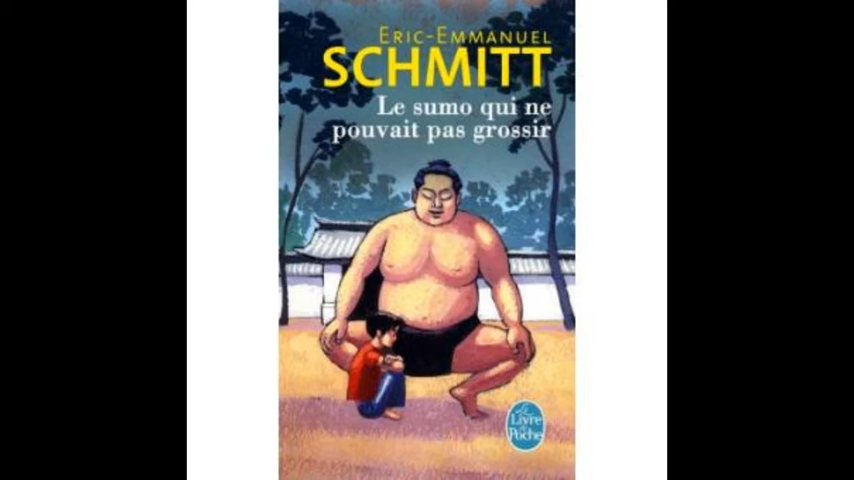 ERIC-EMMANUEL
SCHMITT
Le sumo qui ne
pouvait pas grossir
Le
LIVRE
de
Poche